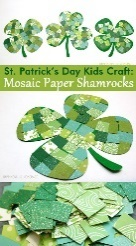 St. Patrick's Day Kids Craft:
Mosaic Paper Shamrocks